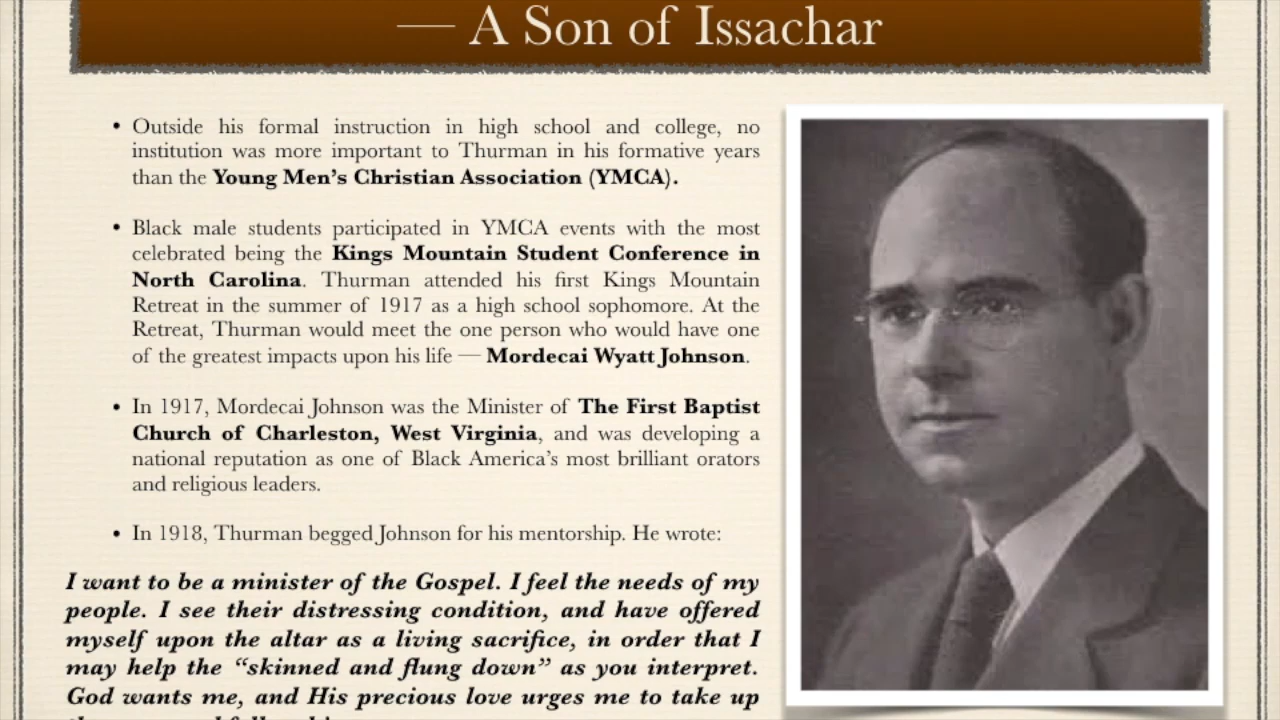 — A Son of Issachar
• Outside his formal instruction in high school and college, no
institution was more important to Thurman in his formative years
than the Young Men's Christian Association (YMCA).
• Black male students participated in YMCA events with the most
celebrated being the Kings Mountain Student Conference in
North Carolina. Thurman attended his first Kings Mountain
Retreat in the summer of 1917 as a high school sophomore. At the
Retreat, Thurman would meet the one person who would have one
of the greatest impacts upon his life — Mordecai Wyatt Johnson.
• In 1917, Mordecai Johnson was the Minister of The First Baptist
Church of Charleston, West Virginia, and was developing a
national reputation as one of Black America's most brilliant orators
and religious leaders.
• In 1918, Thurman begged Johnson for his mentorship. He wrote:
I want to be a minister of the Gospel. I feel the needs of my
people. I see their distressing condition, and have offered
myself upon the altar as a living sacrifice, in order that I
may help the “skinned and flung down” as you interpret.
God wants me, and His precious love urges me to take up